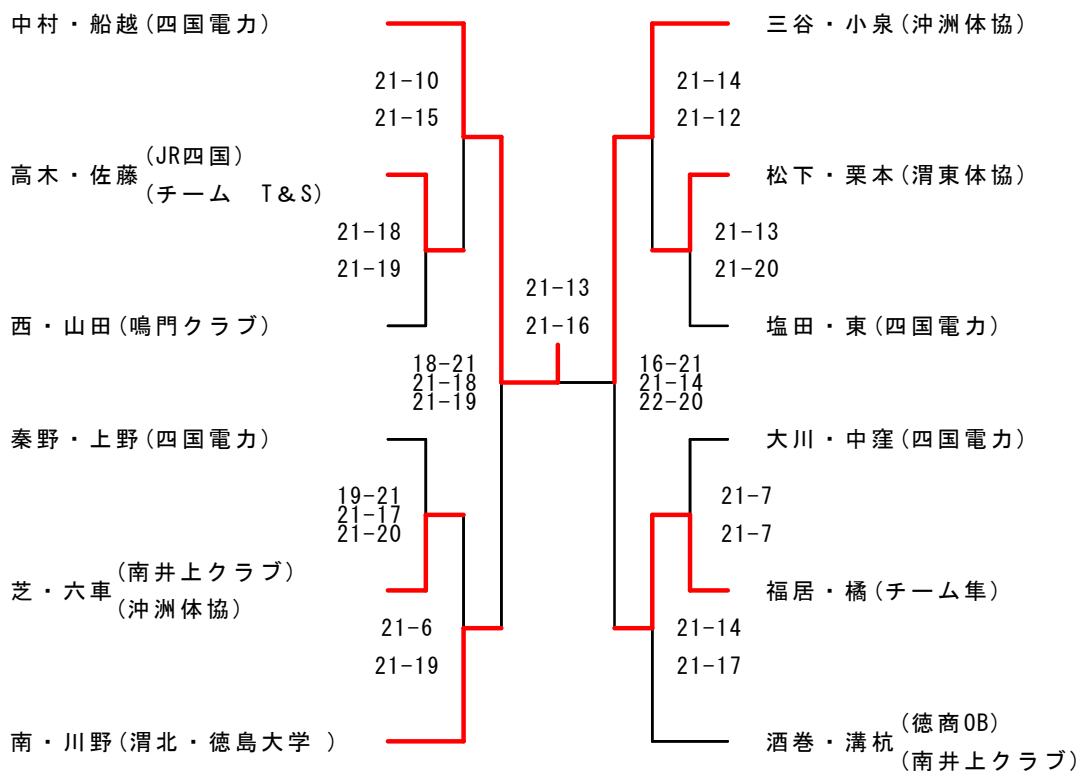 中村・船越(四国電力)
21-10
21-15
高木・佐藤(JR四国)
(チーム　T&S)
21-18
21-19
西・山田(鳴門クラブ)
18-21
21-18
21-19
秦野・上野(四国電力)
19-21
21-17
21-20
芝・六車(南井上クラブ)
(沖洲体協)
21-6
21-19
南・川野(渭北・徳島大学 )
21-13
21-16
三谷・小泉(沖洲体協)
21-14
21-12
松下・栗本(渭東体協)
21-13
21-20
塩田・東(四国電力)
16-21
21-14
22-20
大川・中窪(四国電力)
21-7
21-7
福居・橘(チーム隼)
21-14
21-17
酒巻・溝杭(徳商OB)
(南井上クラブ)